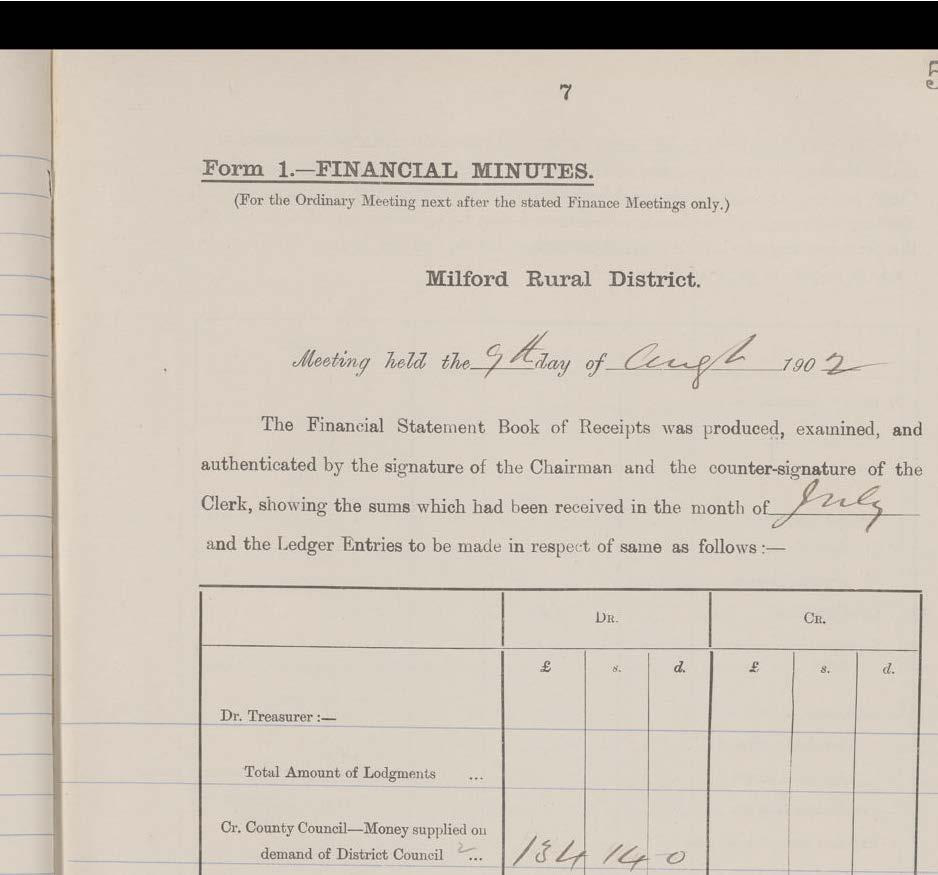 7
5
Form 1.—FINANCIAL MINUTES.
(For the Ordinary Meeting next after the stated Finance Meetings only.)
Milford Rural District.
Meeting held the 9th day of Augt 1902
The Financial Statement Book of Receipts was produced, examined, and
authenticated by the signature of the Chairman and the counter-signature of the
Clerk, showing the sums which had been received in the month of July
and the Ledger Entries to be made in respect of same as follows:—
DR. CR.
£ s. d. £ s. d.
Dr. Treasurer:—
Total Amount of Lodgments ...
Cr. County Council—Money supplied on
demand of District Council ... 134 14 0